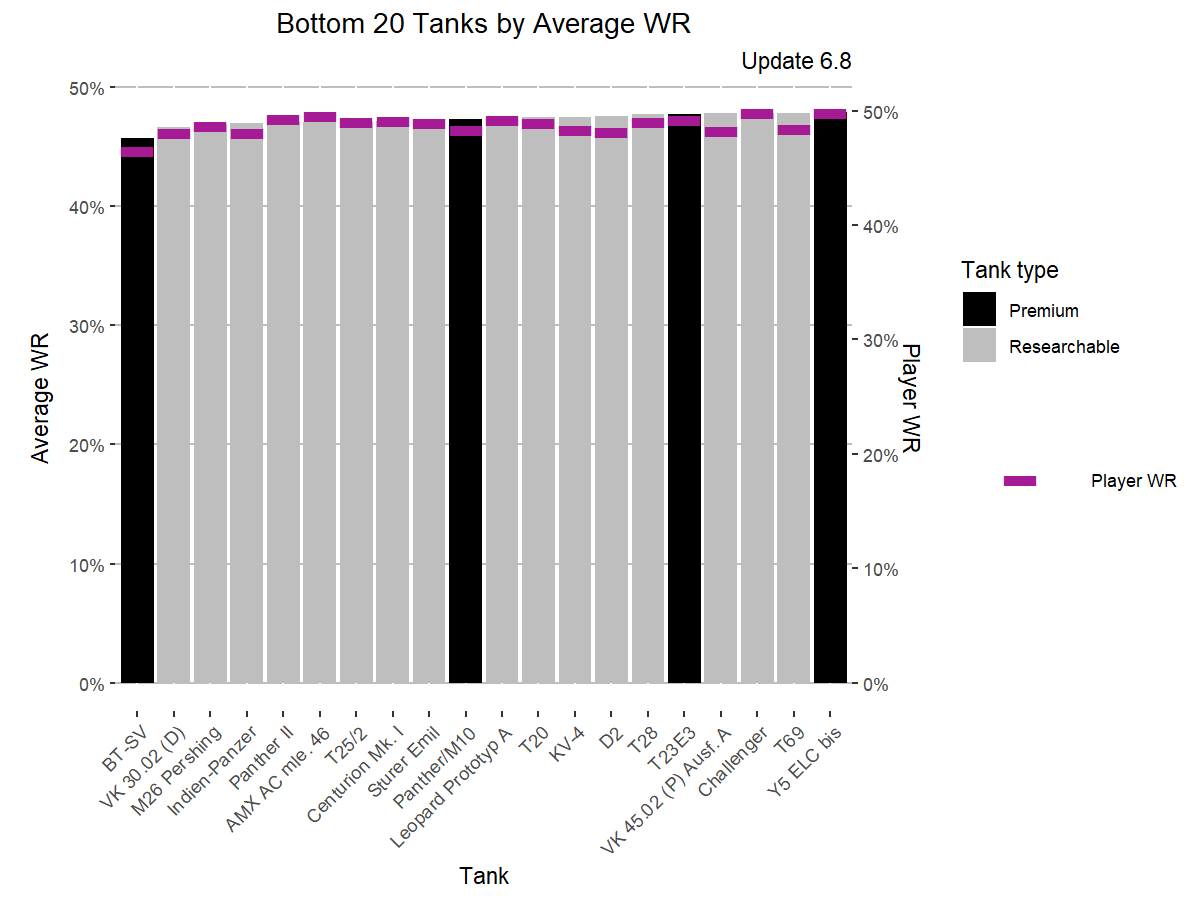 Bottom 20 Tanks by Average WR
Update 6.8
50%
40%
30%
20%
10%
0%
Average WR
50%
40%
30%
20%
10%
0%
Player WR
BT-SV
VK 30.02 (D)
M26 Pershing
Indien-Panzer
Panther II
AMX AC mle. 46
T25/2
Centurion Mk. I
Sturer Emil
Panther/M10
Leopard Prototyp A
T20
KV-4
D2
T28
T23E3
VK 45.02 (P) Ausf. A
Challenger
T69
Y5 ELC bis
Tank
Tank type
Premium
Researchable
Player WR